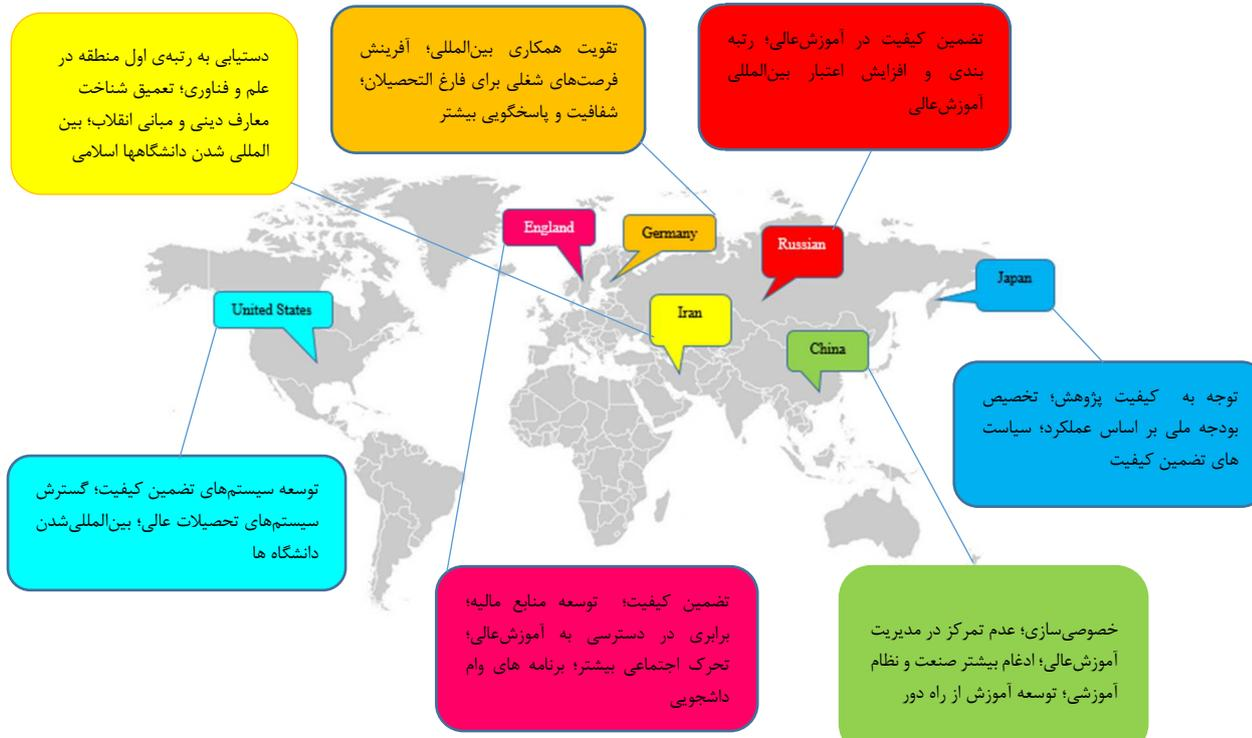 تضمین کیفیت در آموزش‌عالی؛ رتبه
بندی و افزایش اعتبار بین‌المللی
آموزش‌عالی
تقویت همکاری بین‌المللی؛ آفرینش
فرصت‌های شغلی برای فارغ التحصیلان؛
شفافیت و پاسخگویی بیشتر
دستیابی به رتبه‌ی اول منطقه در
علم و فناوری؛ تعمیق شناخت
معارف دینی و مبانی انقلاب؛ بین
المللی شدن دانشگاهها اسلامی
England
Germany
Russian
Japan
United States
Iran
China
توجه به کیفیت پژوهش؛ تخصیص
بودجه ملی بر اساس عملکرد؛ سیاست
های تضمین کیفیت
توسعه سیستم‌های تضمین کیفیت؛ گسترش
سیستم‌های تحصیلات عالی؛ بین‌المللی‌شدن
دانشگاه ها
تضمین کیفیت؛ توسعه منابع مالیه؛
برابری در دسترسی به آموزش‌عالی؛
تحرک اجتماعی بیشتر؛ برنامه های وام
داشجویی
خصوصی‌سازی؛ عدم تمرکز در مدیریت
آموزش‌عالی؛ ادغام بیشتر صنعت و نظام
آموزشی؛ توسعه آموزش از راه دور